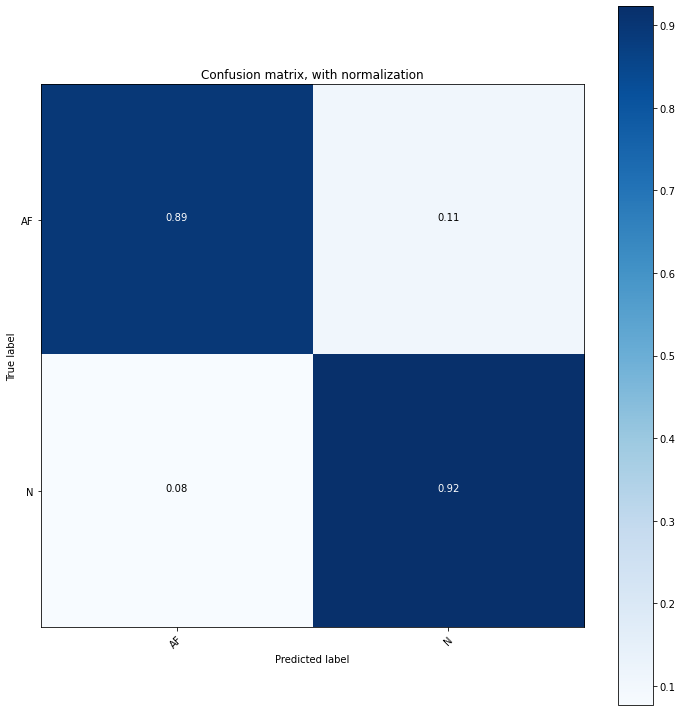 Confusion matrix, with normalization
True label
AF
0.89
0.11
N
0.08
0.92
AF
N
Predicted label
0.9
0.8
0.7
0.6
0.5
0.4
0.3
0.2
0.1